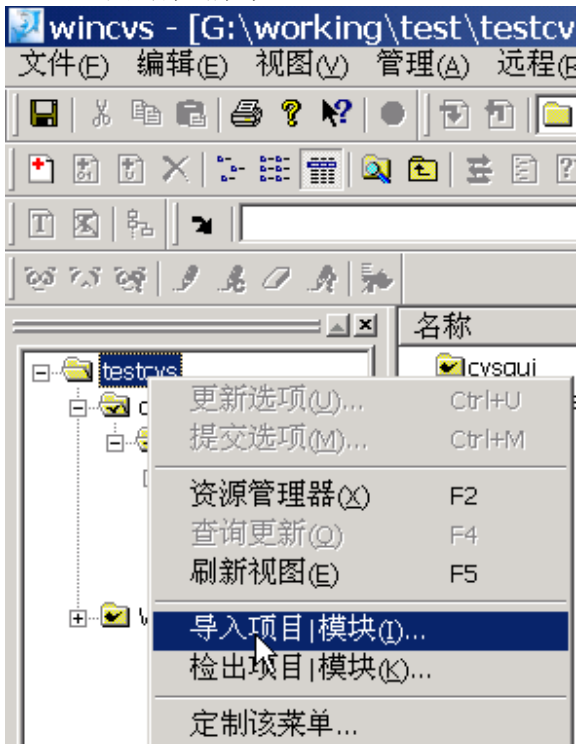 wincvs - [G:\working\test\testcv
文件(F) 编辑(E) 视图(V) 管理(A) 远程(E
名称
testcvs
cvsgui
更新选项(U)... Ctrl+U
提交选项(M)... Ctrl+M
资源管理器(X) F2
查询更新(Q) F4
刷新视图(E) F5
导入项目|模块(I)...
检出项目|模块(K)...
定制该菜单...